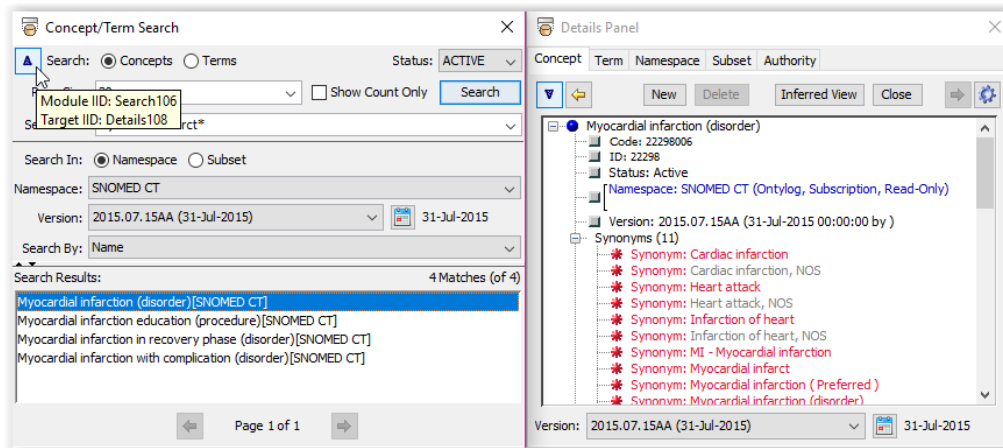 Concept/Term Search
Search: Concepts Terms Status: ACTIVE
Show Count Only Search
Module IID: Search106
Target IID: Details108
Search In: Namespace Subset
Namespace: SNOMED CT
Version: 2015.07.15AA (31-Jul-2015) 31-Jul-2015
Search By: Name
Search Results: 4 Matches (of 4)
Myocardial infarction (disorder)[SNOMED CT]
Myocardial infarction education (procedure)[SNOMED CT]
Myocardial infarction in recovery phase (disorder)[SNOMED CT]
Myocardial infarction with complication (disorder)[SNOMED CT]
Page 1 of 1
Details Panel
Concept Term Namespace Subset Authority
New Delete Inferred View Close
Myocardial infarction (disorder)
Code: 22298006
ID: 22298
Status: Active
Namespace: SNOMED CT (Ontylog, Subscription, Read-Only)
Version: 2015.07.15AA (31-Jul-2015 00:00:00 by )
Synonyms (11)
Synonym: Cardiac infarction
Synonym: Cardiac infarction, NOS
Synonym: Heart attack
Synonym: Heart attack, NOS
Synonym: Infarction of heart
Synonym: Infarction of heart, NOS
Synonym: MI - Myocardial infarction
Synonym: Myocardial infarct
Synonym: Myocardial infarction ( Preferred )
Synonym: Myocardial infarction (disorder)
Version: 2015.07.15AA (31-Jul-2015) 31-Jul-2015